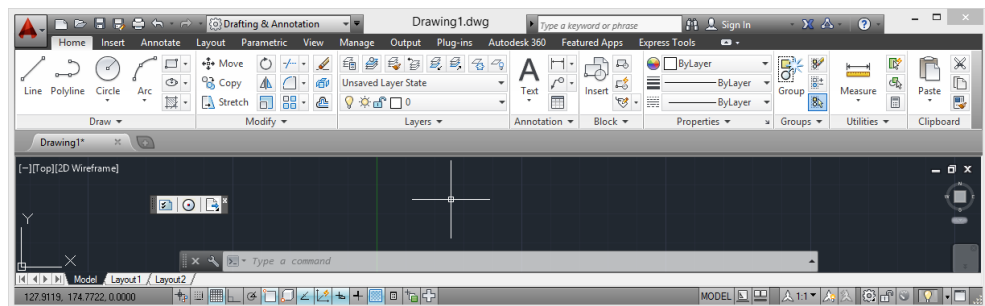 Drafting & Annotation Drawing1.dwg Type a keyword or phrase Sign In
Home Insert Annotate Layout Parametric View Manage Output Plug-ins Autodesk 360 Featured Apps Express Tools
Line Polyline Circle Arc Move Copy Stretch
Unsaved Layer State
0
Text Insert
ByLayer
ByLayer
ByLayer
Group Measure Paste
Draw Modify Layers Annotation Block Properties Groups Utilities Clipboard
Drawing1*
[−][Top][2D Wireframe]
N
Y
X
Type a command
Model Layout1 Layout2
127.9119, 174.7722, 0.0000 MODEL 1:1